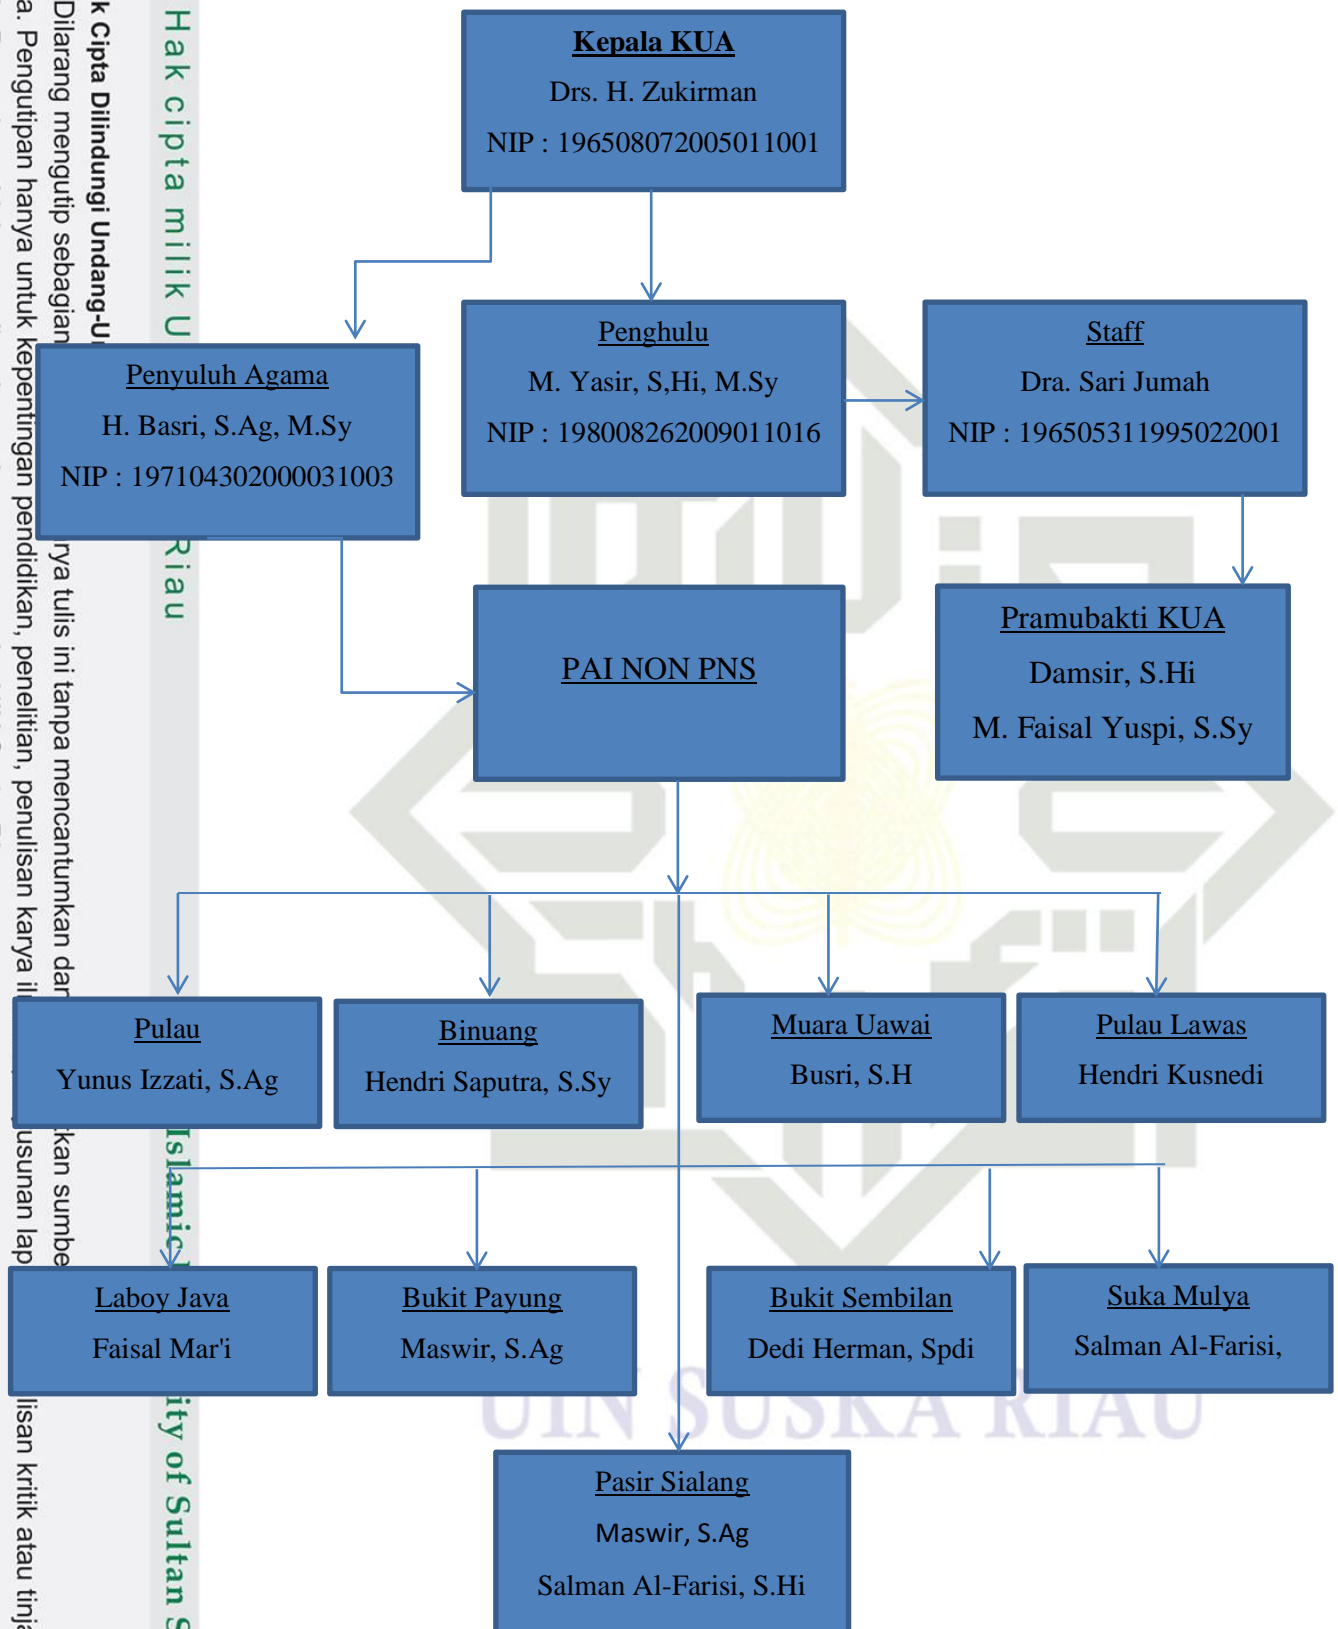 Kepala KUA
Drs. H. Zukirman
NIP : 196508072005011001
Penyuluh Agama
H. Basri, S.Ag, M.Sy
NIP : 197104302000031003
Penghulu
M. Yasir, S,Hi, M.Sy
NIP : 198008262009011016
Staff
Dra. Sari Jumah
NIP : 196505311995022001
PAI NON PNS
Pramubakti KUA
Damsir, S.Hi
M. Faisal Yuspi, S.Sy
Pulau
Yunus Izzati, S.Ag
Binuang
Hendri Saputra, S.Sy
Muara Uawai
Busri, S.H
Pulau Lawas
Hendri Kusnedi
Laboy Java
Faisal Mar'i
Bukit Payung
Maswir, S.Ag
Bukit Sembilan
Dedi Herman, Spdi
Suka Mulya
Salman Al-Farisi,
Pasir Sialang
Maswir, S.Ag
Salman Al-Farisi, S.Hi
UIN SUSKA RIAU
Hak cipta milik U Riau
Islamic ity of Sultan S
k Cipta Dilindungi Undang-U
Dilarang mengutip sebagian rya tulis ini tanpa mencantumkan dan kan sumbe
a. Pengutipan hanya untuk kepentingan pendidikan, penelitian, penulisan karya il usunan lap lisan kritik atau tinja